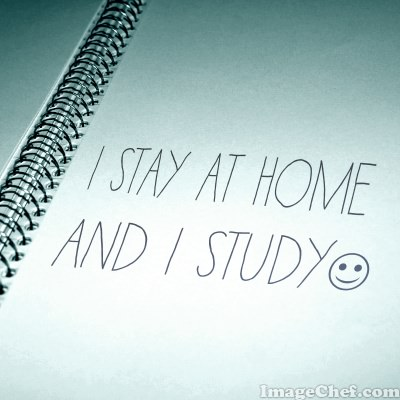 I STAY AT HOME
AND I STUDY☺
ImageChef.com